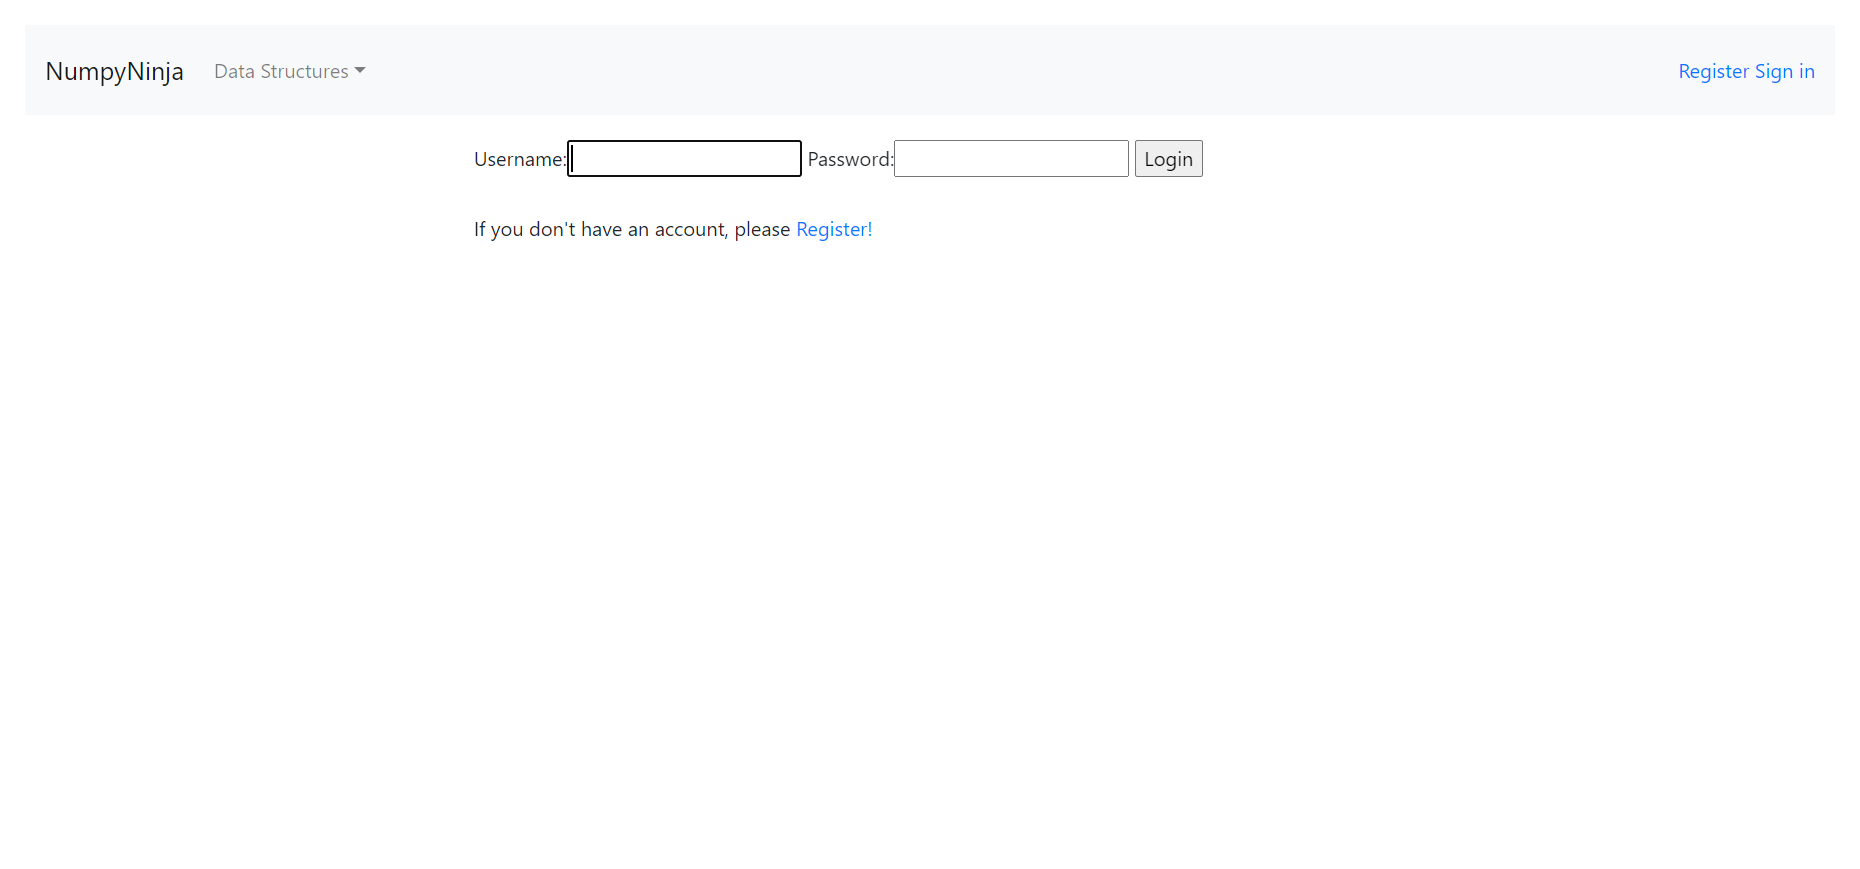 NumpyNinja Data Structures Register Sign in
Username: Password: Login
If you don't have an account, please Register!